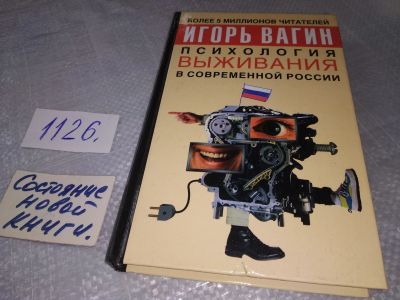 БОЛЕЕ 5 МИЛЛИОНОВ ЧИТАТЕЛЕЙ
ИГОРЬ ВАГИН
ПСИХОЛОГИЯ
ВЫЖИВАНИЯ
В СОВРЕМЕННОЙ РОССИИ
1126.
Состояние
новой
книги.